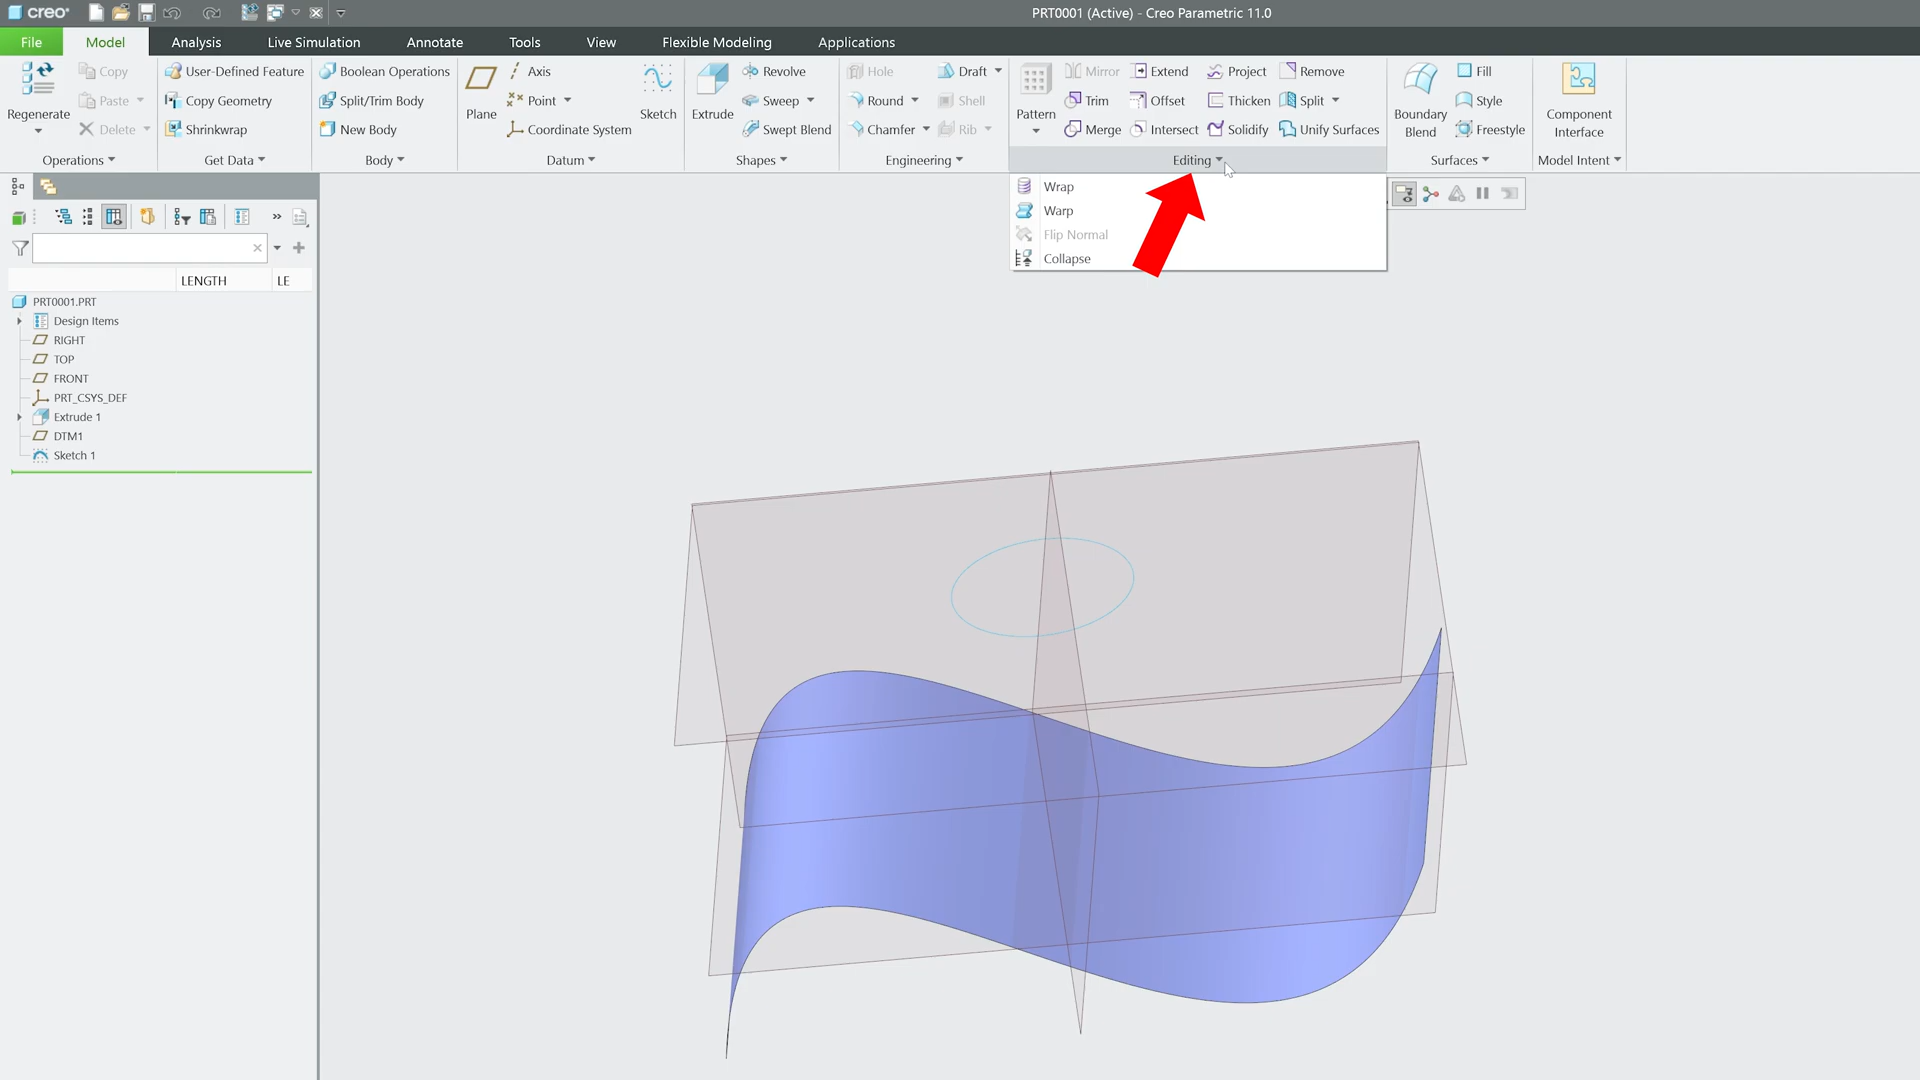 creo
PRT0001 (Active) - Creo Parametric 11.0
File Model Analysis Live Simulation Annotate Tools View Flexible Modeling Applications
Regenerate
Copy
Paste
Delete
Operations
User-Defined Feature
Copy Geometry
Shrinkwrap
Get Data
Boolean Operations
Split/Trim Body
New Body
Body
Plane
Axis
Point
Coordinate System
Sketch
Datum
Extrude
Revolve
Sweep
Swept Blend
Shapes
Hole
Round
Chamfer
Draft
Shell
Rib
Engineering
Pattern
Mirror
Trim
Merge
Extend
Offset
Intersect
Project
Thicken
Solidify
Remove
Split
Unify Surfaces
Editing
Boundary
Blend
Fill
Style
Freestyle
Surfaces
Component
Interface
Model Intent
Wrap
Warp
Flip Normal
Collapse
LENGTH LE
PRT0001.PRT
Design Items
RIGHT
TOP
FRONT
PRT_CSYS_DEF
Extrude 1
DTM1
Sketch 1